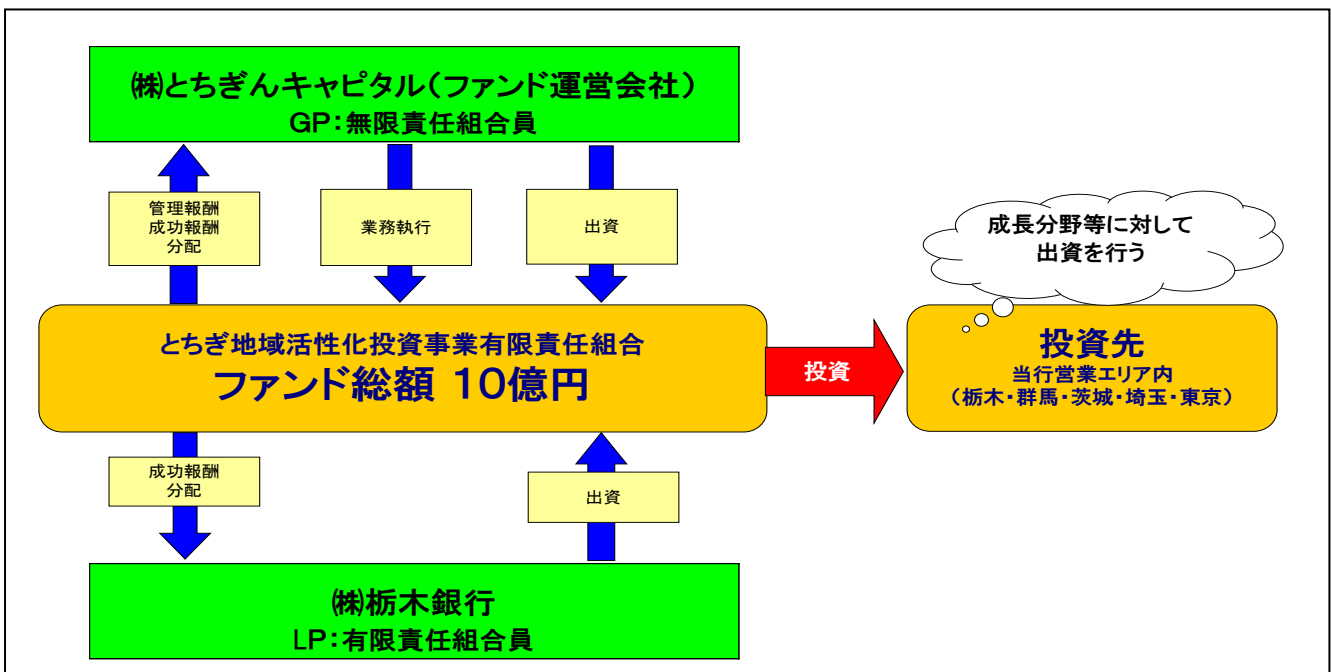 ㈱とちぎんキャピタル(ファンド運営会社)
GP:無限責任組合員
管理報酬
成功報酬
分配
業務執行
出資
成長分野等に対して
出資を行う
とちぎ地域活性化投資事業有限責任組合
ファンド総額 10億円
投資
投資先
当行営業エリア内
(栃木・群馬・茨城・埼玉・東京)
成功報酬
分配
出資
㈱栃木銀行
LP:有限責任組合員